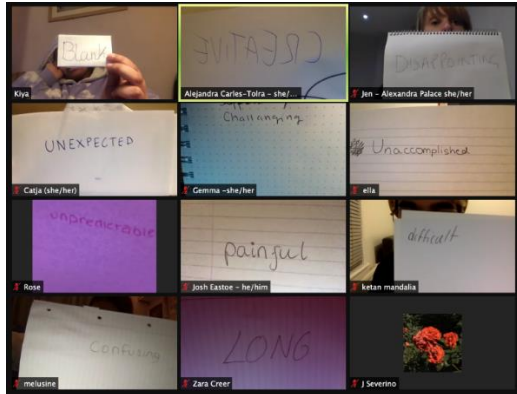 Blank
Kiya
CREATIVE
Alejandra Carles-Tolra - she/...
DISAPPOINTING
Jen - Alexandra Palace she/her
UNEXPECTED
Catja (she/her)
Challanging
Gemma -she/her
Unaccomplished
ella
unpredictable
Rose
painful
Josh Eastoe - he/him
difficult
ketan mandalia
Confusing
melusine
LONG
Zara Creer
J Severino